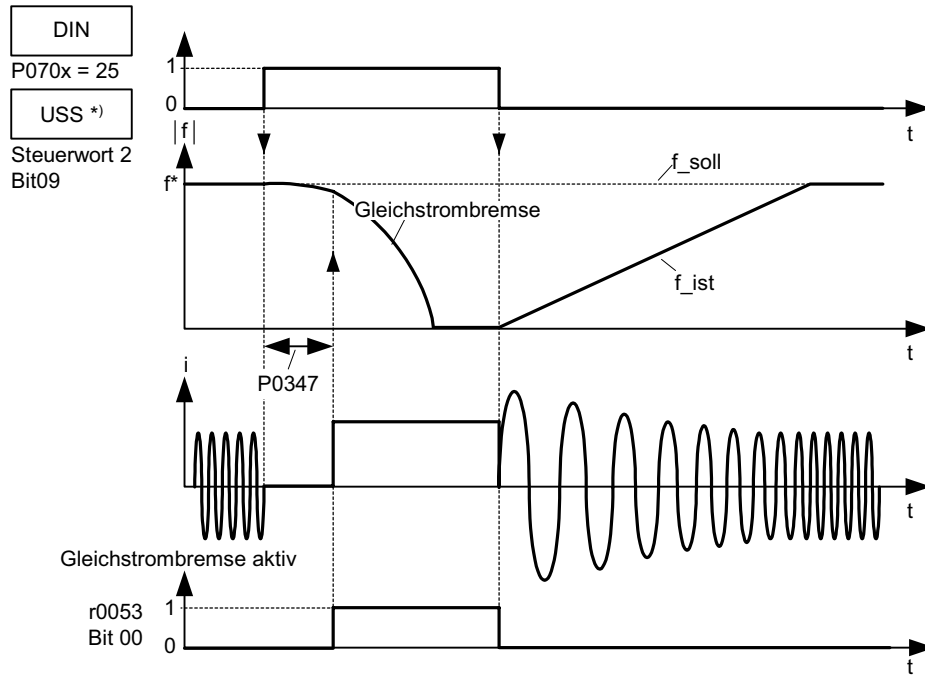 DIN
P070x = 25
USS *)
Steuerwort 2
Bit09
1
0
t
|f|
f*
f_soll
Gleichstrombremse
f_ist
t
P0347
i
t
Gleichstrombremse aktiv
r0053
Bit 00
1
0
t